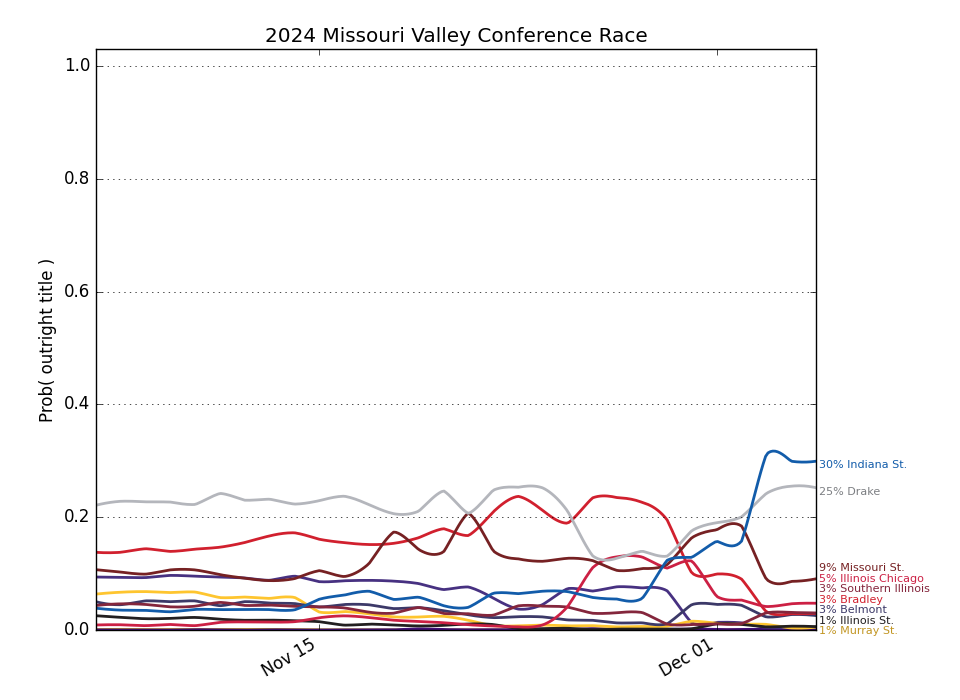 2024 Missouri Valley Conference Race
1.0
0.8
0.6
0.4
0.2
0.0
Prob( outright title )
Nov 15
Dec 01
30% Indiana St.
25% Drake
9% Missouri St.
5% Illinois Chicago
3% Southern Illinois
3% Bradley
3% Belmont
1% Illinois St.
1% Murray St.